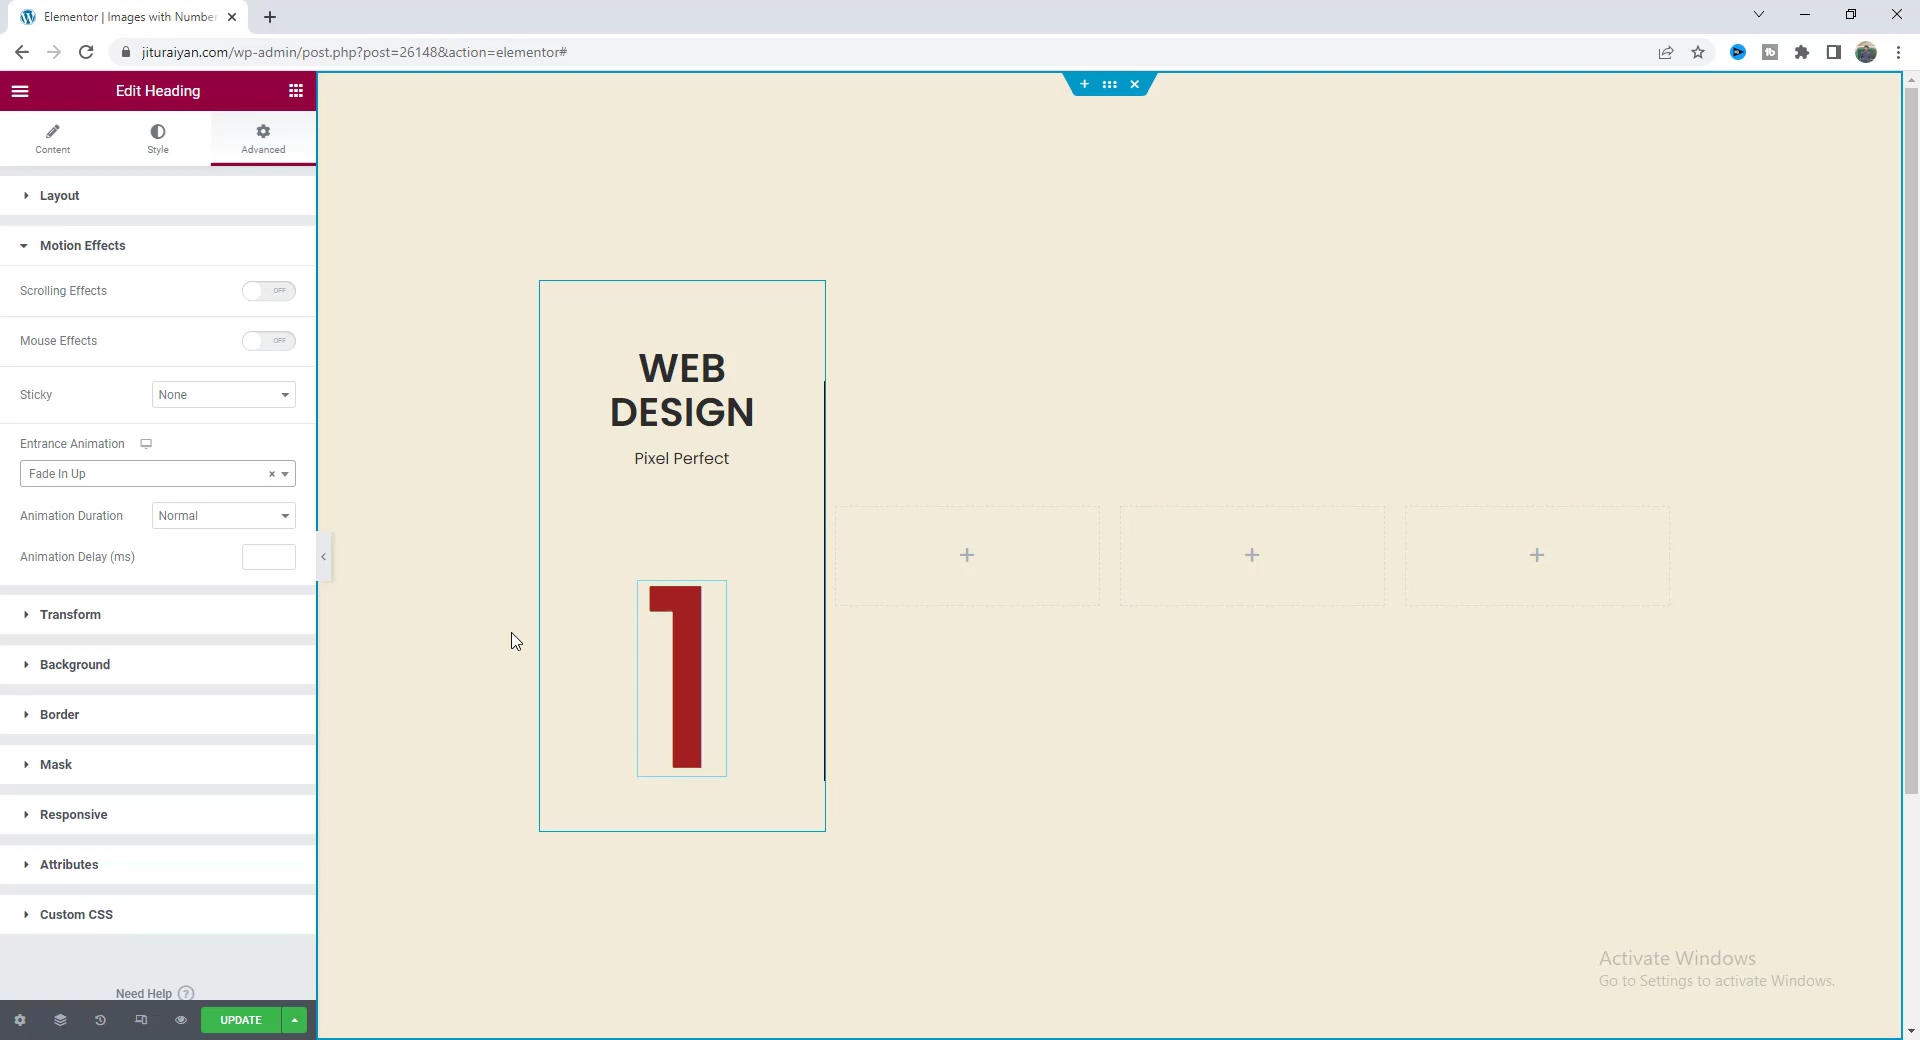 Elementor | Images with Number
jituraiyan.com/wp-admin/post.php?post=26148&action=elementor#
Edit Heading
Content
Style
Advanced
Layout
Motion Effects
Scrolling Effects
OFF
Mouse Effects
OFF
Sticky
None
Entrance Animation
Fade In Up
Animation Duration
Normal
Animation Delay (ms)
Transform
Background
Border
Mask
Responsive
Attributes
Custom CSS
Need Help ?
UPDATE
WEB
DESIGN
Pixel Perfect
1
Activate Windows
Go to Settings to activate Windows.